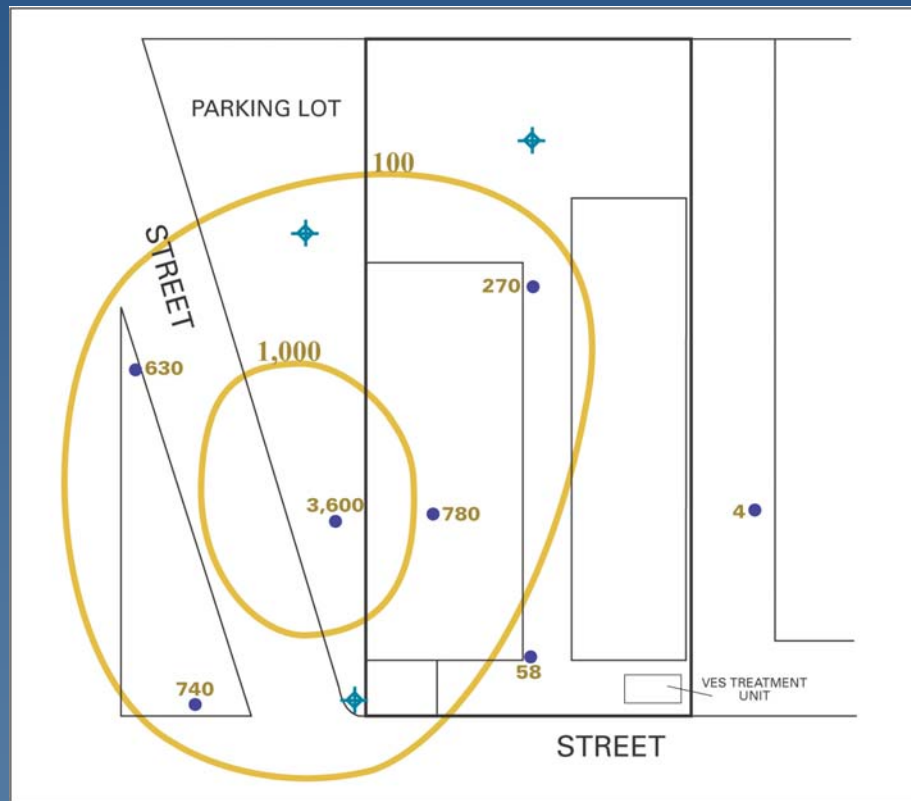 PARKING LOT
100
STREET
270
1,000
630
3,600
780
4
58
740
VES TREATMENT
UNIT
STREET